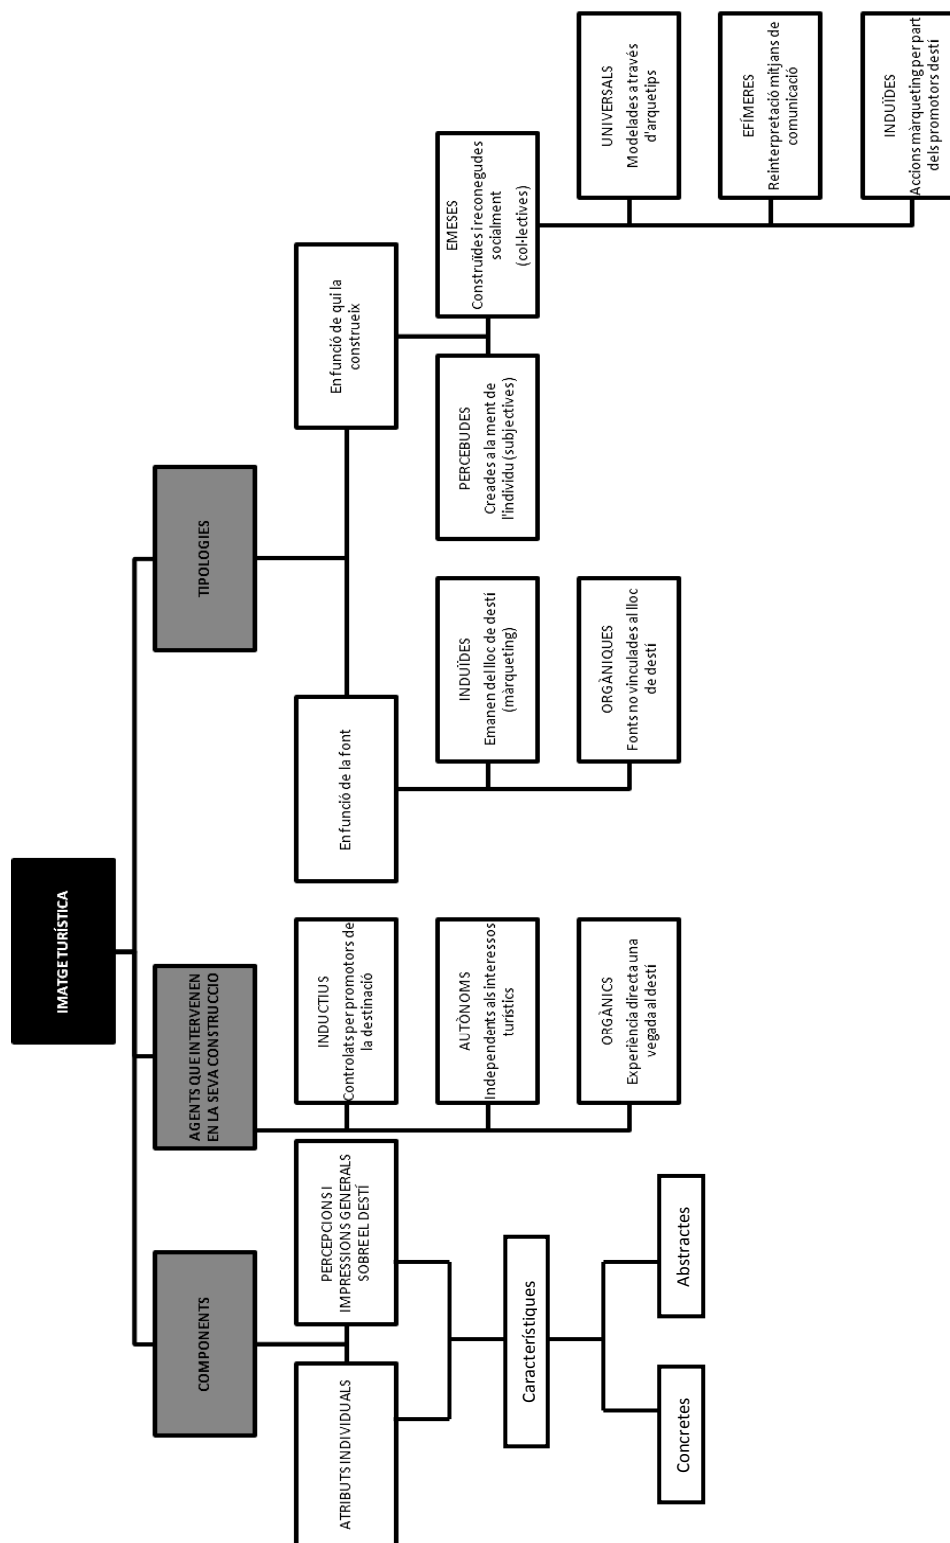 IMATGE TURÍSTICA
COMPONENTS
ATRIBUTS INDIVIDUALS
PERCEPCIONS I
IMPRESSIONS GENERALS
SOBRE EL DESTÍ
Característiques
Concretes
Abstractes
AGENTS QUE INTERVENEN
EN LA SEVA CONSTRUCCIO
INDUCTIUS
Controlats per promotors de
la destinació
AUTÒNOMS
Independents als interessos
turístics
ORGÀNICS
Experiència directa una
vegada al destí
TIPOLOGIES
En funció de la font
INDUÏDES
Emanen del lloc de destí
(màrqueting)
ORGÀNIQUES
Fonts no vinculades al lloc
de destí
En funció de qui la
construeix
PERCEBUDES
Creades a la ment de
l'individu (subjectives)
EMESES
Construïdes i reconegudes
socialment
(col·lectives)
UNIVERSALS
Modelades a través
d'arquetips
EFÍMERES
Reinterpretació mitjans de
comunicació
INDUÏDES
Accions màrqueting per part
dels promotors destí